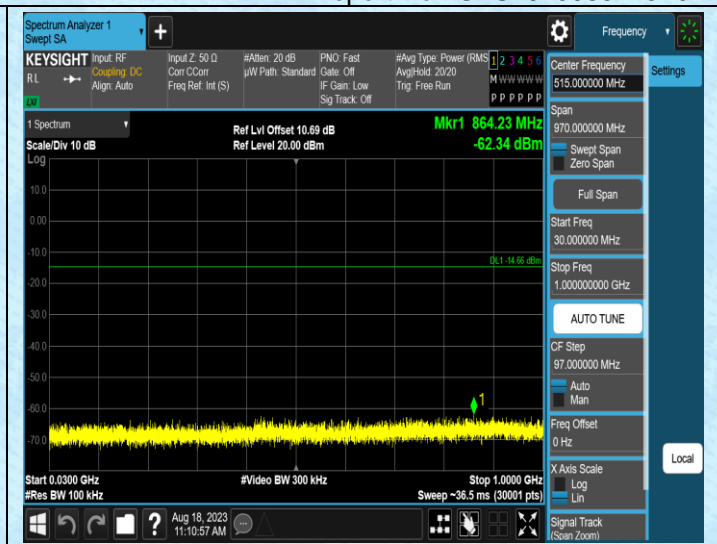 Spectrum Analyzer 1
Swept SA
+
Frequency
KEYSIGHT
RL
LXI
Input: RF
Coupling: DC
Align: Auto
Input Z: 50 Ω
Corr CCorr
Freq Ref: Int (S)
#Atten: 20 dB
µW Path: Standard
PNO: Fast
Gate: Off
IF Gain: Low
Sig Track: Off
#Avg Type: Power (RMS
Avg|Hold: 20/20
Trig: Free Run
1 2 3 4 5 6
M W W W W W
P P P P P P
1 Spectrum
Scale/Div 10 dB
Ref Lvl Offset 10.69 dB
Ref Level 20.00 dBm
Mkr1 864.23 MHz
-62.34 dBm
Log
10.0
0.00
-10.0
DL1 -14.66 dBm
-20.0
-30.0
-40.0
-50.0
-60.0
1
-70.0
Start 0.0300 GHz
#Res BW 100 kHz
#Video BW 300 kHz
Stop 1.0000 GHz
Sweep ~36.5 ms (30001 pts)
Center Frequency
515.000000 MHz
Settings
Span
970.000000 MHz
Swept Span
Zero Span
Full Span
Start Freq
30.000000 MHz
Stop Freq
1.000000000 GHz
AUTO TUNE
CF Step
97.000000 MHz
Auto
Man
Freq Offset
0 Hz
X Axis Scale
Log
Lin
Local
Signal Track
(Span Zoom)
?
Aug 18, 2023
11:10:57 AM